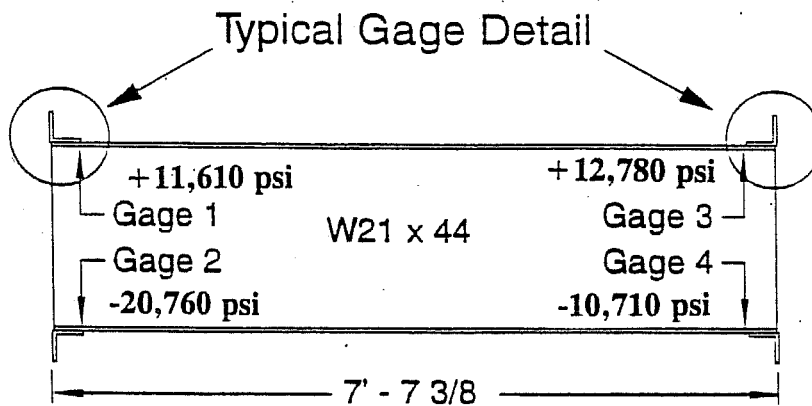 Typical Gage Detail
+11,610 psi
+12,780 psi
Gage 1
W21 x 44
Gage 3
Gage 2
Gage 4
-20,760 psi
-10,710 psi
7' - 7 3/8